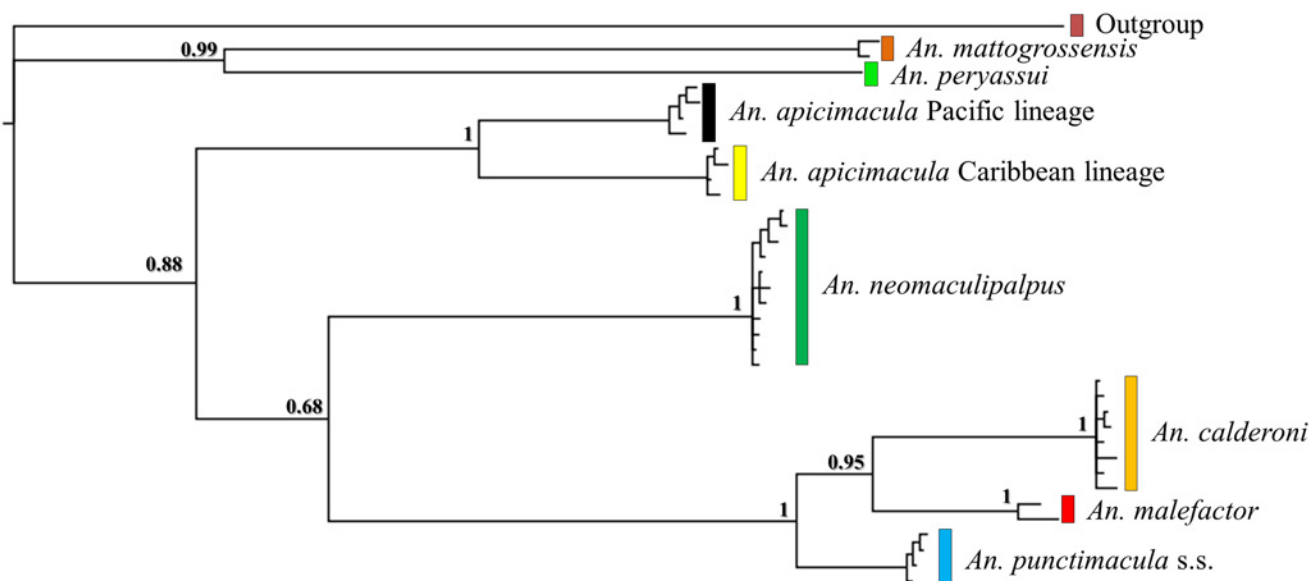 Outgroup
0.99
An. mattogrossensis
An. peryassui
An. apicimacula Pacific lineage
1
An. apicimacula Caribbean lineage
0.88
An. neomaculipalpus
1
0.68
1
An. calderoni
0.95
1
An. malefactor
1
An. punctimacula s.s.